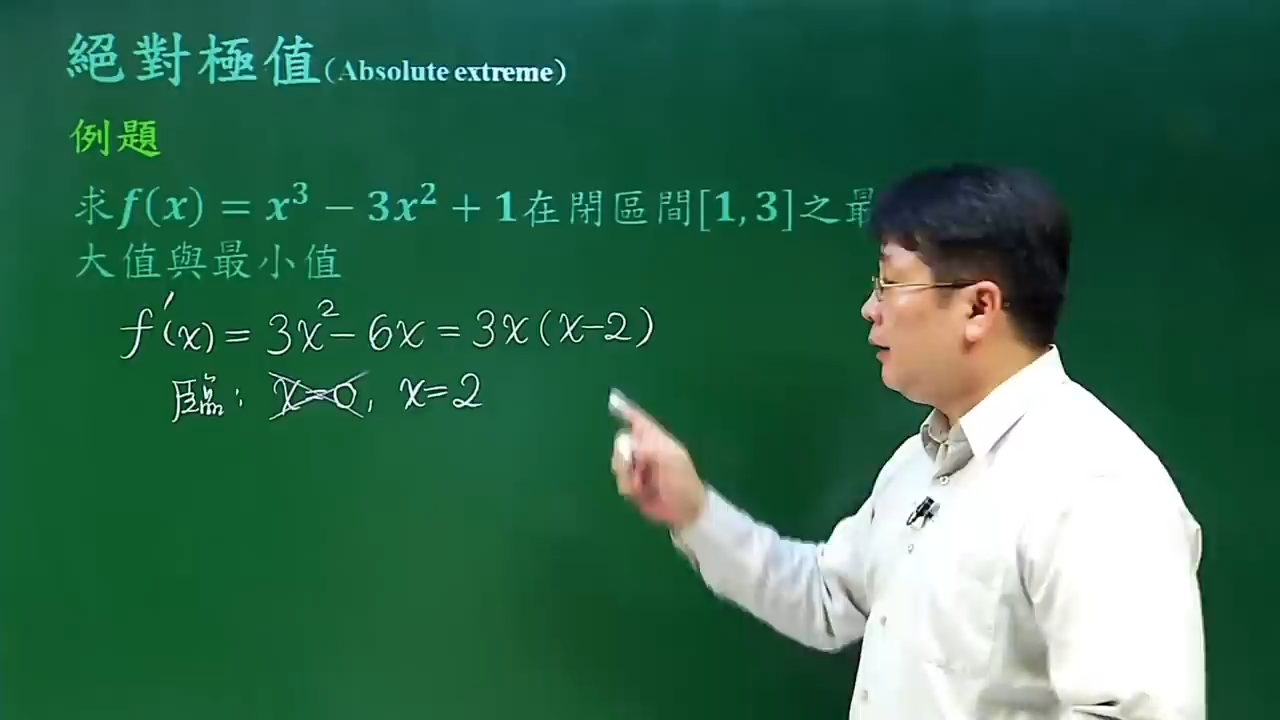 絕對極值(Absolute extreme)
例題
求f(x) = x³ − 3x² + 1在閉區間[1,3]之最
大值與最小值
f′(x) = 3x² − 6x = 3x(x−2)
臨: x=0, x=2